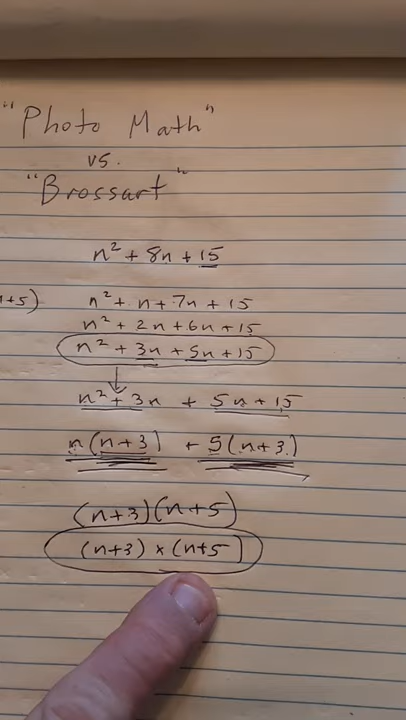 "Photo Math"
vs.
"Brossart"
n² + 8n + 15
n+5)
n² + n + 7n + 15
n² + 2n + 6n + 15
n² + 3n + 5n + 15
n² + 3n + 5n + 15
n(n+3) + 5(n+3)
(n+3)(n+5)
(n+3) × (n+5)